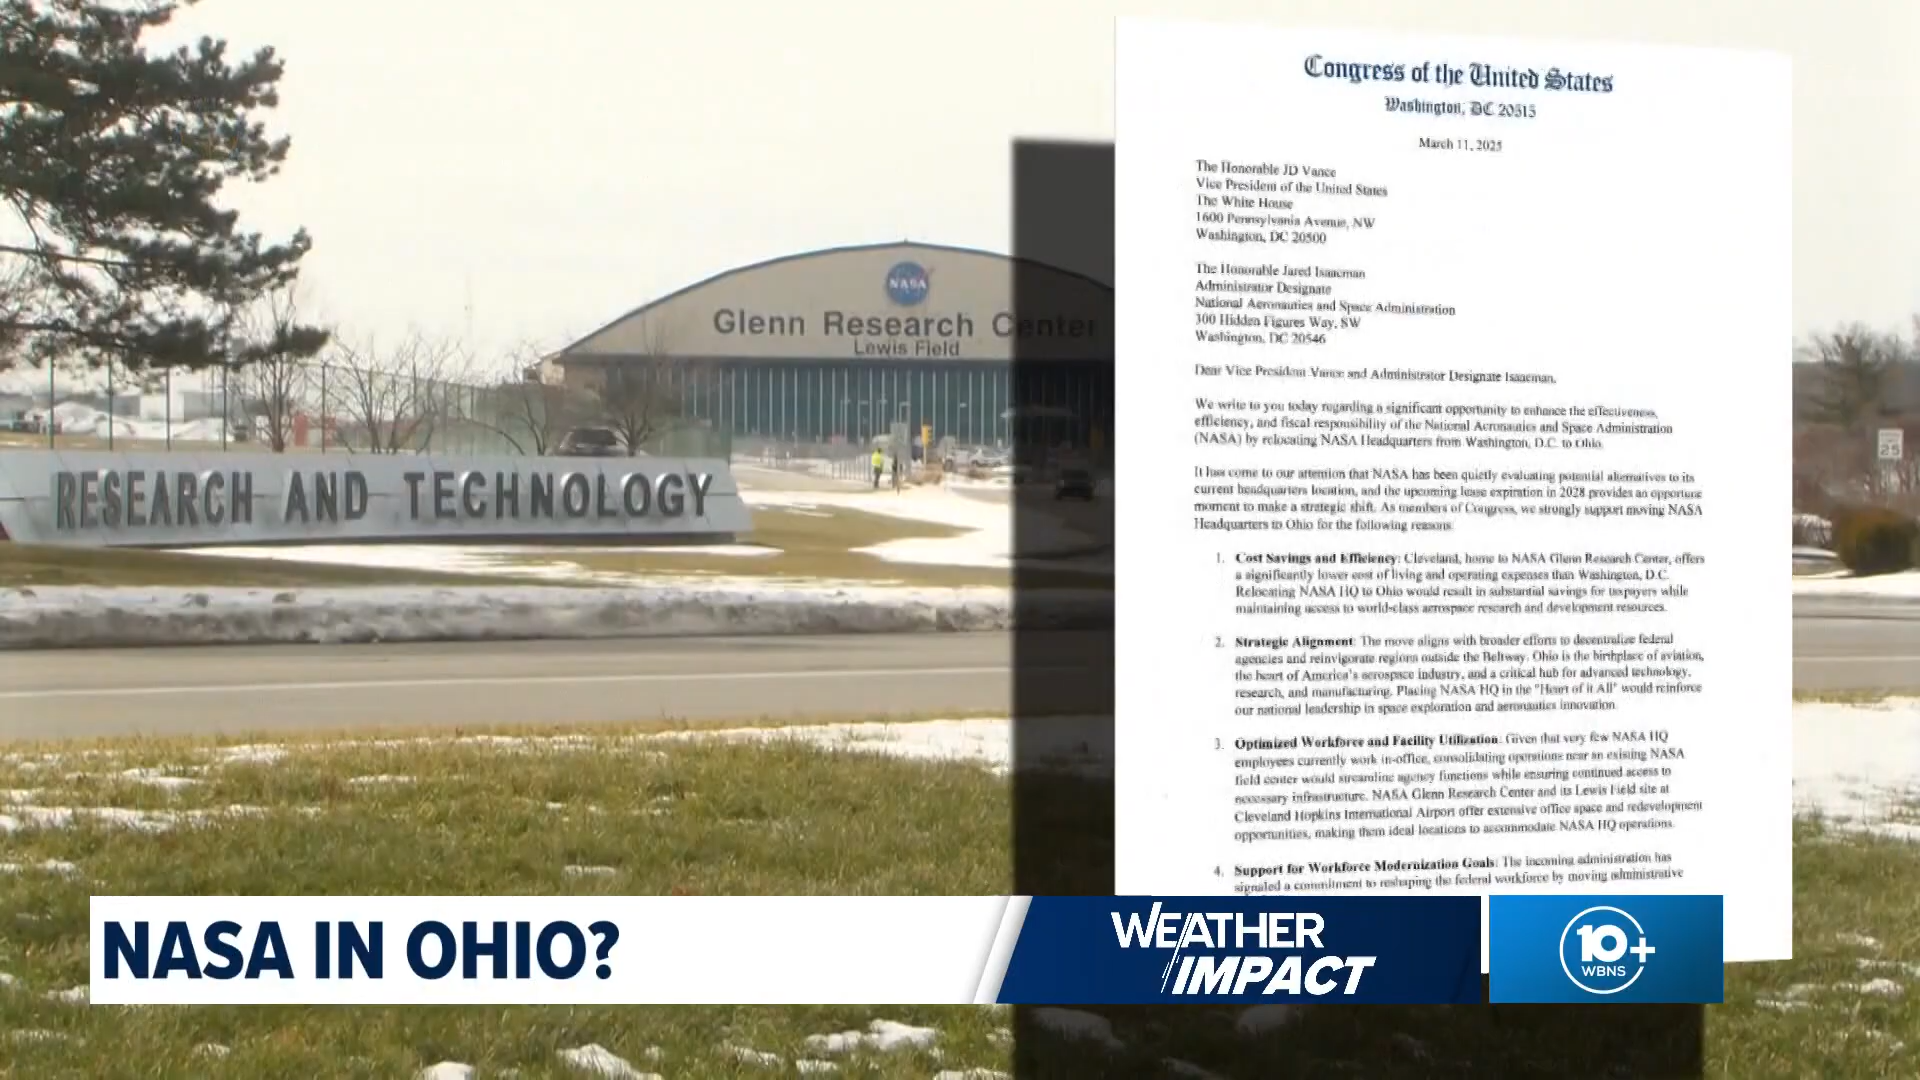 NASA
Glenn Research Center
Lewis Field
RESEARCH AND TECHNOLOGY
25
Congress of the United States
Washington, DC 20515
March 11, 2025
The Honorable JD Vance
Vice President of the United States
The White House
1600 Pennsylvania Avenue, NW
Washington, DC 20500
The Honorable Jared Isaacman
Administrator Designate
National Aeronautics and Space Administration
300 Hidden Figures Way, SW
Washington, DC 20546
Dear Vice President Vance and Administrator Designate Isaacman,
We write to you today regarding a significant opportunity to enhance the effectiveness,
efficiency, and fiscal responsibility of the National Aeronautics and Space Administration
(NASA) by relocating NASA Headquarters from Washington, D.C. to Ohio.
It has come to our attention that NASA has been quietly evaluating potential alternatives to its
current headquarters location, and the upcoming lease expiration in 2028 provides an opportune
moment to make a strategic shift. As members of Congress, we strongly support moving NASA
Headquarters to Ohio for the following reasons:
1. Cost Savings and Efficiency: Cleveland, home to NASA Glenn Research Center, offers
a significantly lower cost of living and operating expenses than Washington, D.C.
Relocating NASA HQ to Ohio would result in substantial savings for taxpayers while
maintaining access to world-class aerospace research and development resources.
2. Strategic Alignment: The move aligns with broader efforts to decentralize federal
agencies and reinvigorate regions outside the Beltway. Ohio is the birthplace of aviation,
the heart of America's aerospace industry, and a critical hub for advanced technology,
research, and manufacturing. Placing NASA HQ in the "Heart of it All" would reinforce
our national leadership in space exploration and aeronautics innovation.
3. Optimized Workforce and Facility Utilization: Given that very few NASA HQ
employees currently work in-office, consolidating operations near an existing NASA
field center would streamline agency functions while ensuring continued access to
necessary infrastructure. NASA Glenn Research Center and its Lewis Field site at
Cleveland Hopkins International Airport offer extensive office space and redevelopment
opportunities, making them ideal locations to accommodate NASA HQ operations.
4. Support for Workforce Modernization Goals: The incoming administration has
signaled a commitment to reshaping the federal workforce by moving administrative
NASA IN OHIO?
WEATHER
IMPACT
10+
WBNS